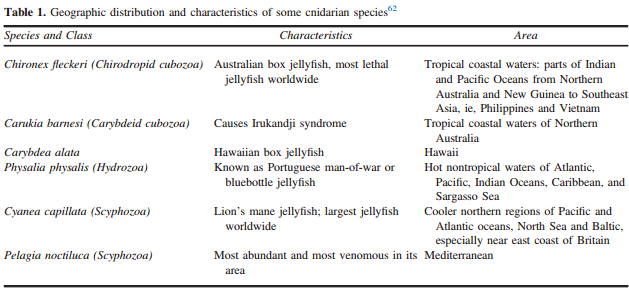 Table 1. Geographic distribution and characteristics of some cnidarian species62
Species and Class Characteristics Area
Chironex fleckeri (Chirodropid cubozoa) Australian box jellyfish, most lethal Tropical coastal waters: parts of Indian
jellyfish worldwide and Pacific Oceans from Northern
Australia and New Guinea to Southeast
Asia, ie, Philippines and Vietnam
Carukia barnesi (Carybdeid cubozoa) Causes Irukandji syndrome Tropical coastal waters of Northern
Australia
Carybdea alata Hawaiian box jellyfish Hawaii
Physalia physalis (Hydrozoa) Known as Portuguese man-of-war or Hot nontropical waters of Atlantic,
bluebottle jellyfish Pacific, Indian Oceans, Caribbean, and
Sargasso Sea
Cyanea capillata (Scyphozoa) Lion's mane jellyfish; largest jellyfish Cooler northern regions of Pacific and
worldwide Atlantic oceans, North Sea and Baltic,
especially near east coast of Britain
Pelagia noctiluca (Scyphozoa) Most abundant and most venomous in its Mediterranean
area